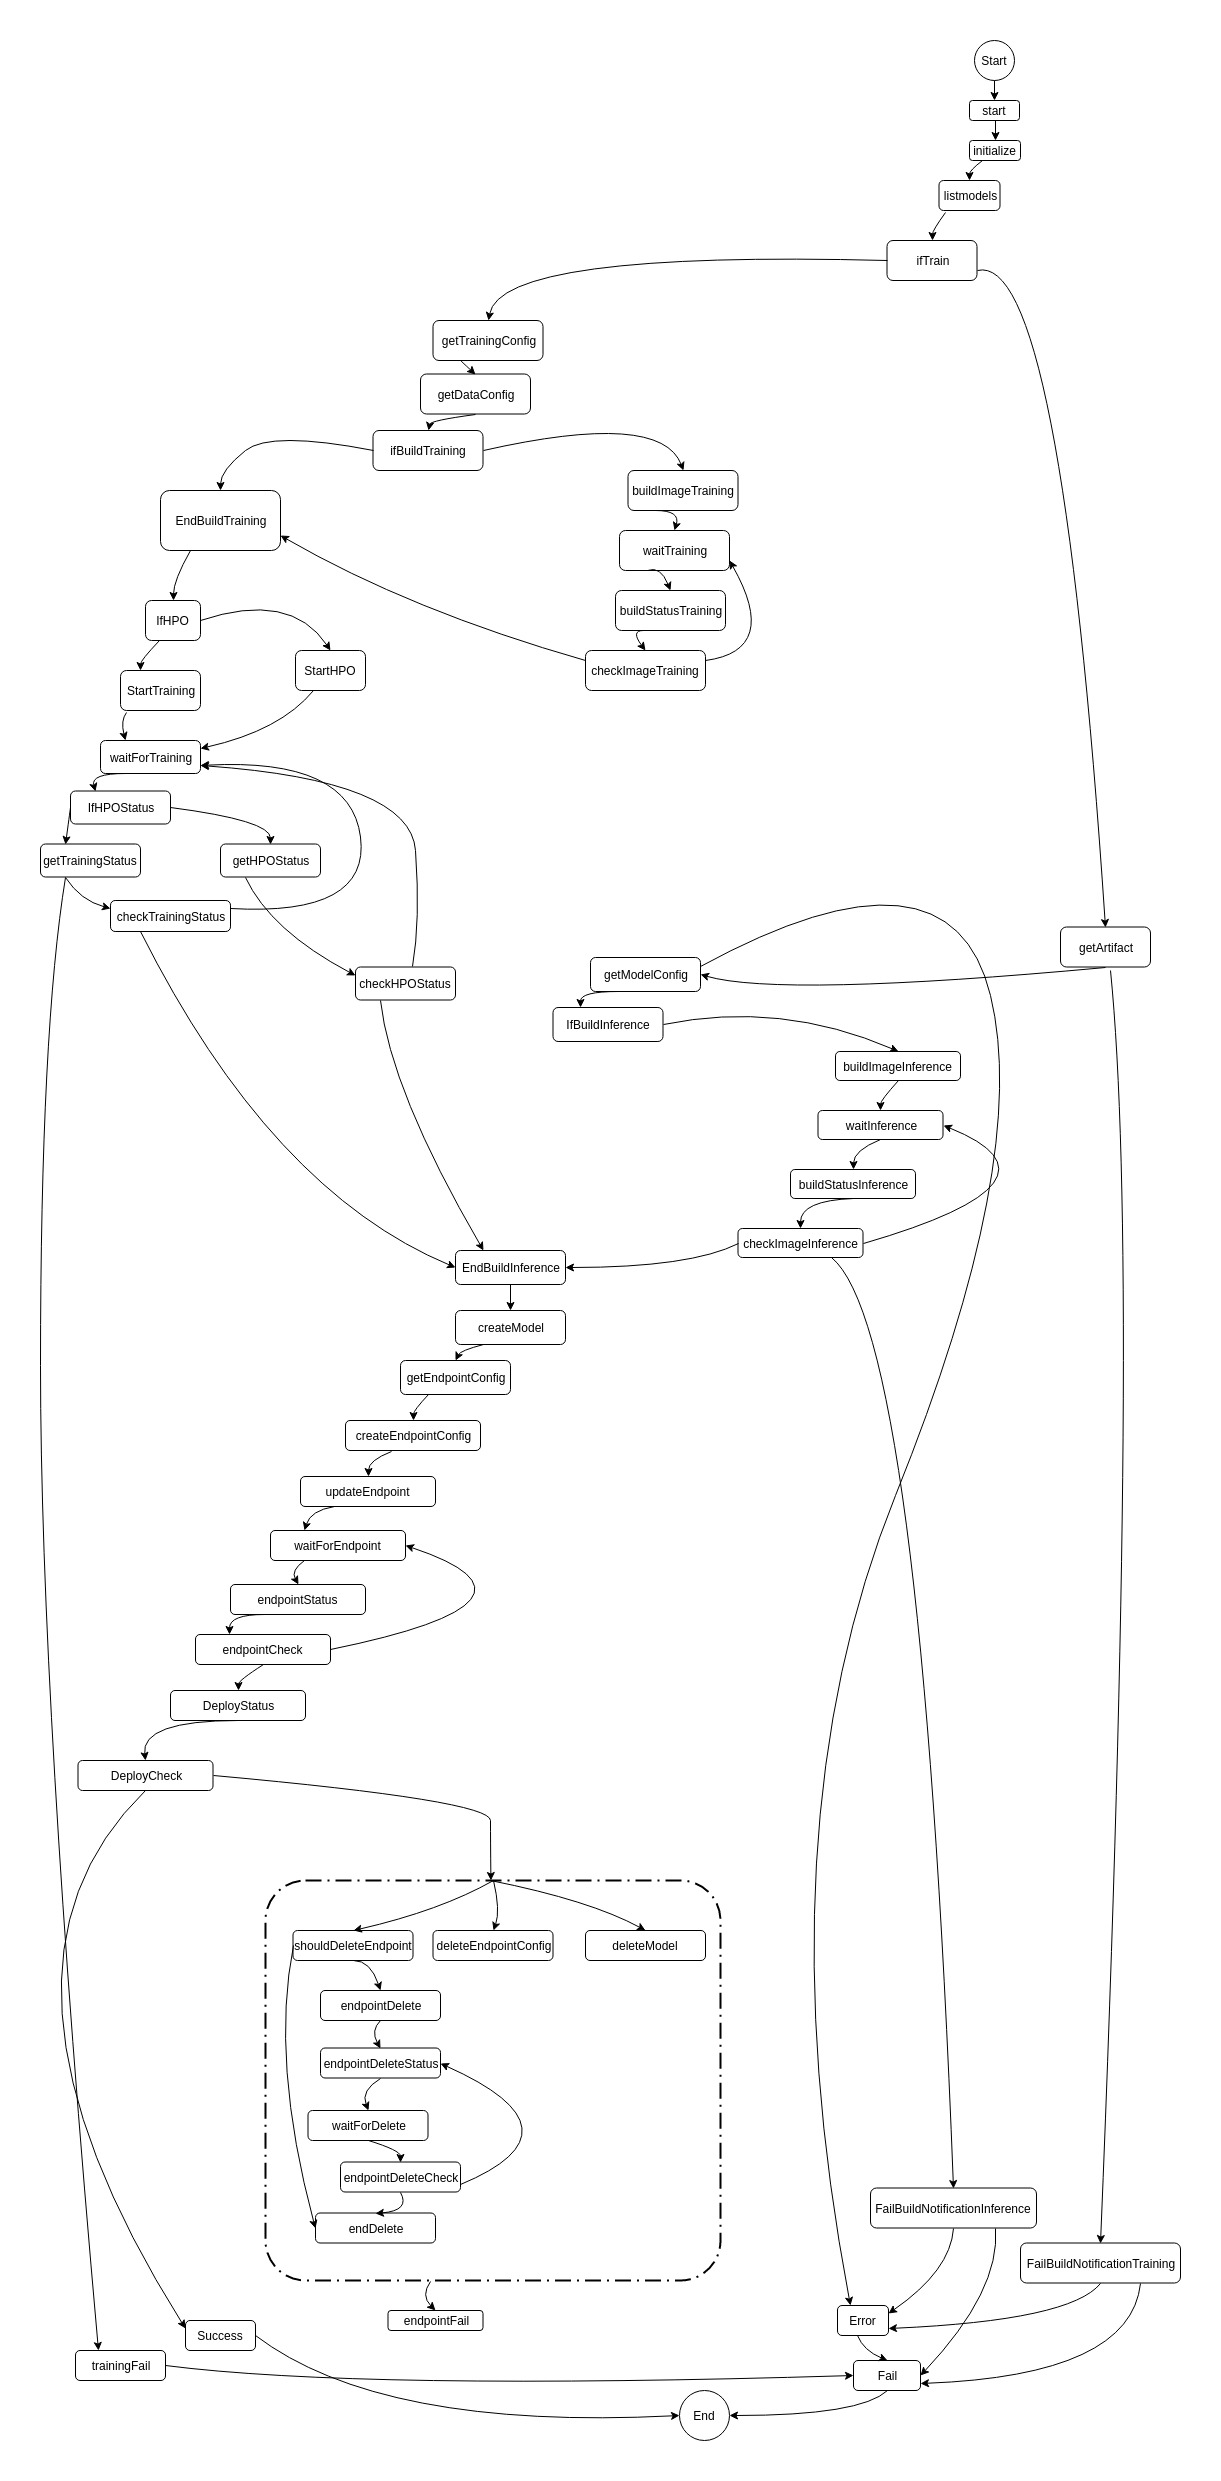 Start
start
initialize
listmodels
ifTrain
getTrainingConfig
getDataConfig
ifBuildTraining
buildImageTraining
EndBuildTraining
waitTraining
buildStatusTraining
IfHPO
checkImageTraining
StartHPO
StartTraining
waitForTraining
IfHPOStatus
getTrainingStatus
getHPOStatus
checkTrainingStatus
getArtifact
getModelConfig
checkHPOStatus
IfBuildInference
buildImageInference
waitInference
buildStatusInference
checkImageInference
EndBuildInference
createModel
getEndpointConfig
createEndpointConfig
updateEndpoint
waitForEndpoint
endpointStatus
endpointCheck
DeployStatus
DeployCheck
shouldDeleteEndpoint
deleteEndpointConfig
deleteModel
endpointDelete
endpointDeleteStatus
waitForDelete
endpointDeleteCheck
FailBuildNotificationInference
endDelete
FailBuildNotificationTraining
endpointFail
Error
Success
trainingFail
Fail
End